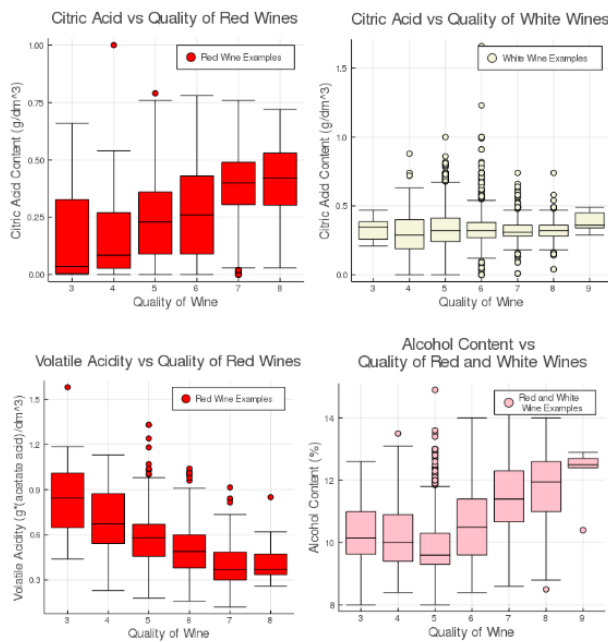 Citric Acid vs Quality of Red Wines
Citric Acid Content (g/dm^3)
1.00
0.75
0.50
0.25
0.00
Red Wine Examples
3 4 5 6 7 8
Quality of Wine
Citric Acid vs Quality of White Wines
Citric Acid Content (g/dm^3)
1.5
1.0
0.5
0.0
White Wine Examples
3 4 5 6 7 8 9
Quality of Wine
Volatile Acidity vs Quality of Red Wines
Volatile Acidity (g*(acetate acid)/dm^3)
1.5
1.2
0.9
0.6
0.3
Red Wine Examples
3 4 5 6 7 8
Quality of Wine
Alcohol Content vs
Quality of Red and White Wines
Alcohol Content (%)
14
12
10
8
Red and White
Wine Examples
3 4 5 6 7 8 9
Quality of Wine